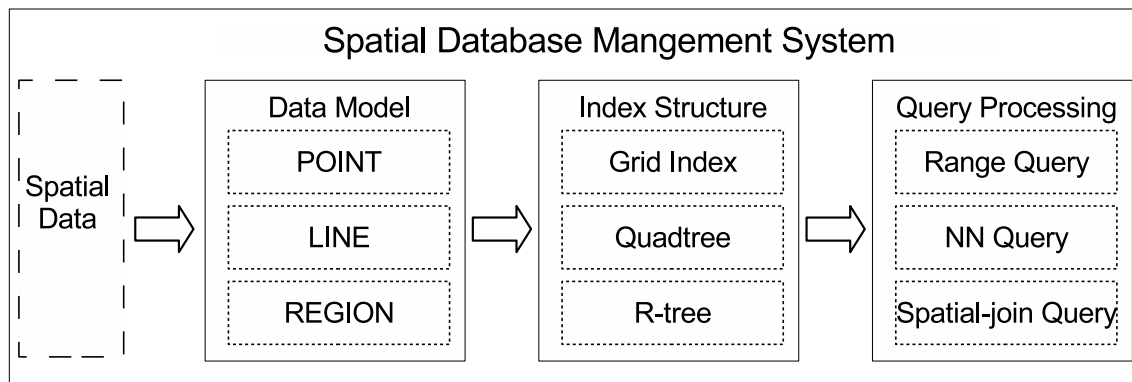 Spatial Database Mangement System
Spatial
Data
Data Model
POINT
LINE
REGION
Index Structure
Grid Index
Quadtree
R-tree
Query Processing
Range Query
NN Query
Spatial-join Query